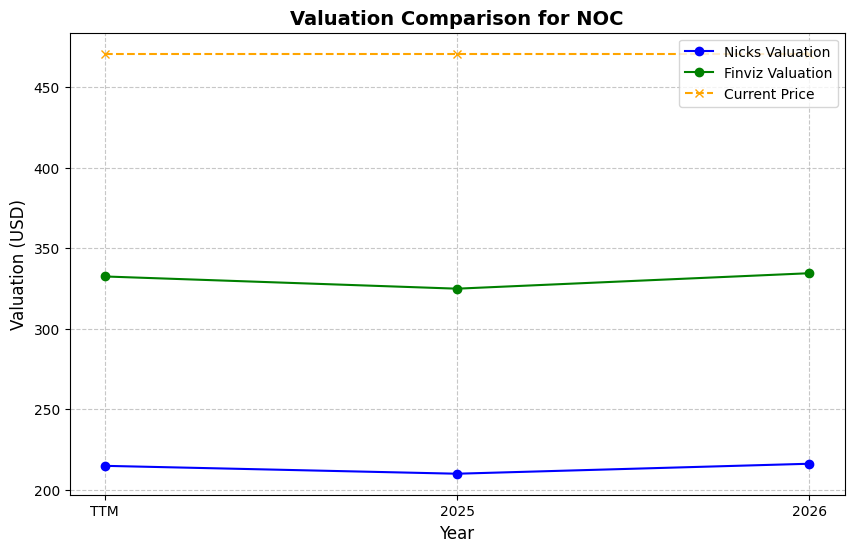 Valuation Comparison for NOC
Nicks Valuation
Finviz Valuation
Current Price
450
400
350
300
250
200
Valuation (USD)
TTM
2025
2026
Year